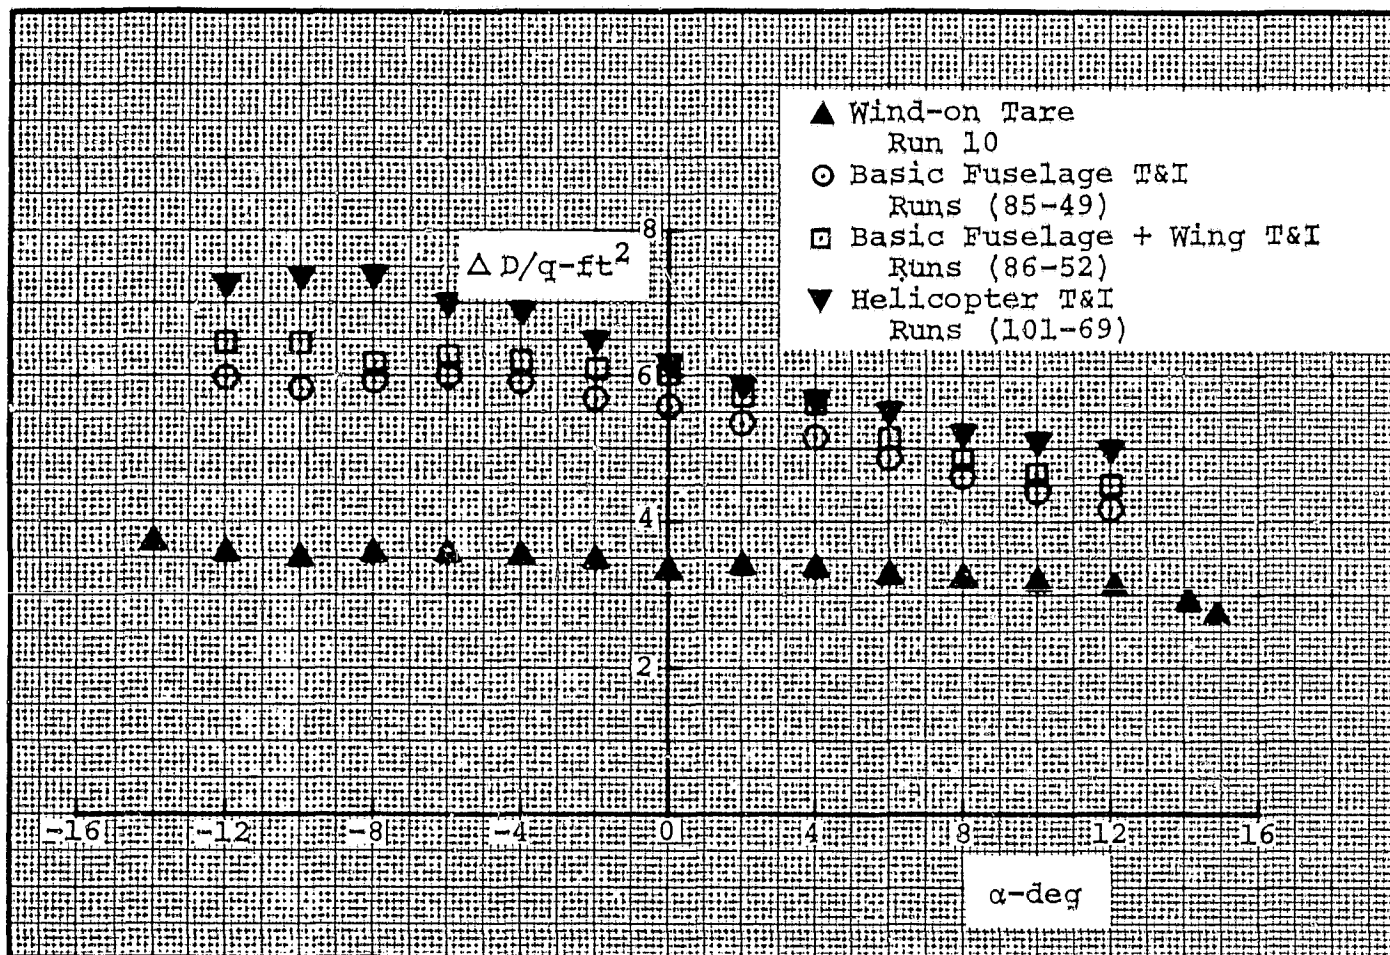 ▲ Wind-on Tare
Run 10
⊙ Basic Fuselage T&I
Runs (85-49)
⊡ Basic Fuselage + Wing T&I
Runs (86-52)
▼ Helicopter T&I
Runs (101-69)
8
Δ D/q-ft²
6
4
2
-16 -12 -8 -4 0 4 8 12 16
α-deg